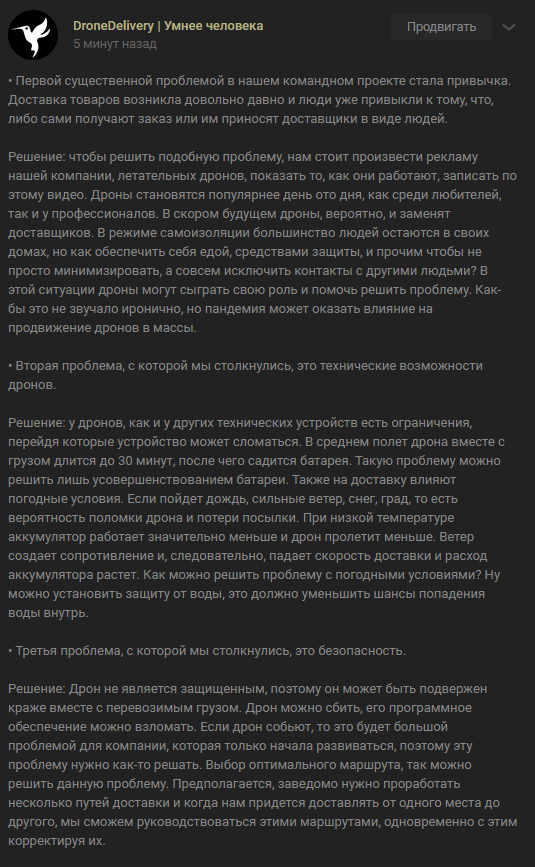 DroneDelivery | Умнее человека
5 минут назад
Продвигать
• Первой существенной проблемой в нашем командном проекте стала привычка.
Доставка товаров возникла довольно давно и люди уже привыкли к тому, что,
либо сами получают заказ или им приносят доставщики в виде людей.
Решение: чтобы решить подобную проблему, нам стоит произвести рекламу
нашей компании, летательных дронов, показать то, как они работают, записать по
этому видео. Дроны становятся популярнее день ото дня, как среди любителей,
так и у профессионалов. В скором будущем дроны, вероятно, и заменят
доставщиков. В режиме самоизоляции большинство людей остаются в своих
домах, но как обеспечить себя едой, средствами защиты, и прочим чтобы не
просто минимизировать, а совсем исключить контакты с другими людьми? В
этой ситуации дроны могут сыграть свою роль и помочь решить проблему. Как-
бы это не звучало иронично, но пандемия может оказать влияние на
продвижение дронов в массы.
• Вторая проблема, с которой мы столкнулись, это технические возможности
дронов.
Решение: у дронов, как и у других технических устройств есть ограничения,
перейдя которые устройство может сломаться. В среднем полет дрона вместе с
грузом длится до 30 минут, после чего садится батарея. Такую проблему можно
решить лишь усовершенствованием батареи. Также на доставку влияют
погодные условия. Если пойдет дождь, сильные ветер, снег, град, то есть
вероятность поломки дрона и потери посылки. При низкой температуре
аккумулятор работает значительно меньше и дрон пролетит меньше. Ветер
создает сопротивление и, следовательно, падает скорость доставки и расход
аккумулятора растет. Как можно решить проблему с погодными условиями? Ну
можно установить защиту от воды, это должно уменьшить шансы попадения
воды внутрь.
• Третья проблема, с которой мы столкнулись, это безопасность.
Решение: Дрон не является защищенным, поэтому он может быть подвержен
краже вместе с перевозимым грузом. Дрон можно сбить, его программное
обеспечение можно взломать. Если дрон собьют, то это будет большой
проблемой для компании, которая только начала развиваться, поэтому эту
проблему нужно как-то решать. Выбор оптимального маршрута, так можно
решить данную проблему. Предполагается, заведомо нужно проработать
несколько путей доставки и когда нам придется доставлять от одного места до
другого, мы сможем руководствоваться этими маршрутами, одновременно с этим
корректируя их.